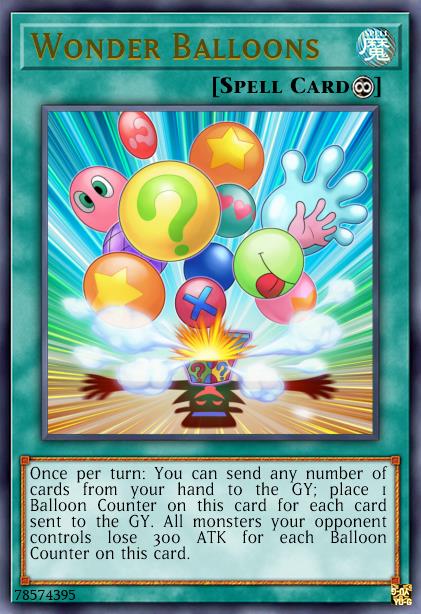 WONDER BALLOONS
SPELL
魔
[SPELL CARD]
Once per turn: You can send any number of
cards from your hand to the GY; place 1
Balloon Counter on this card for each card
sent to the GY. All monsters your opponent
controls lose 300 ATK for each Balloon
Counter on this card.
78574395